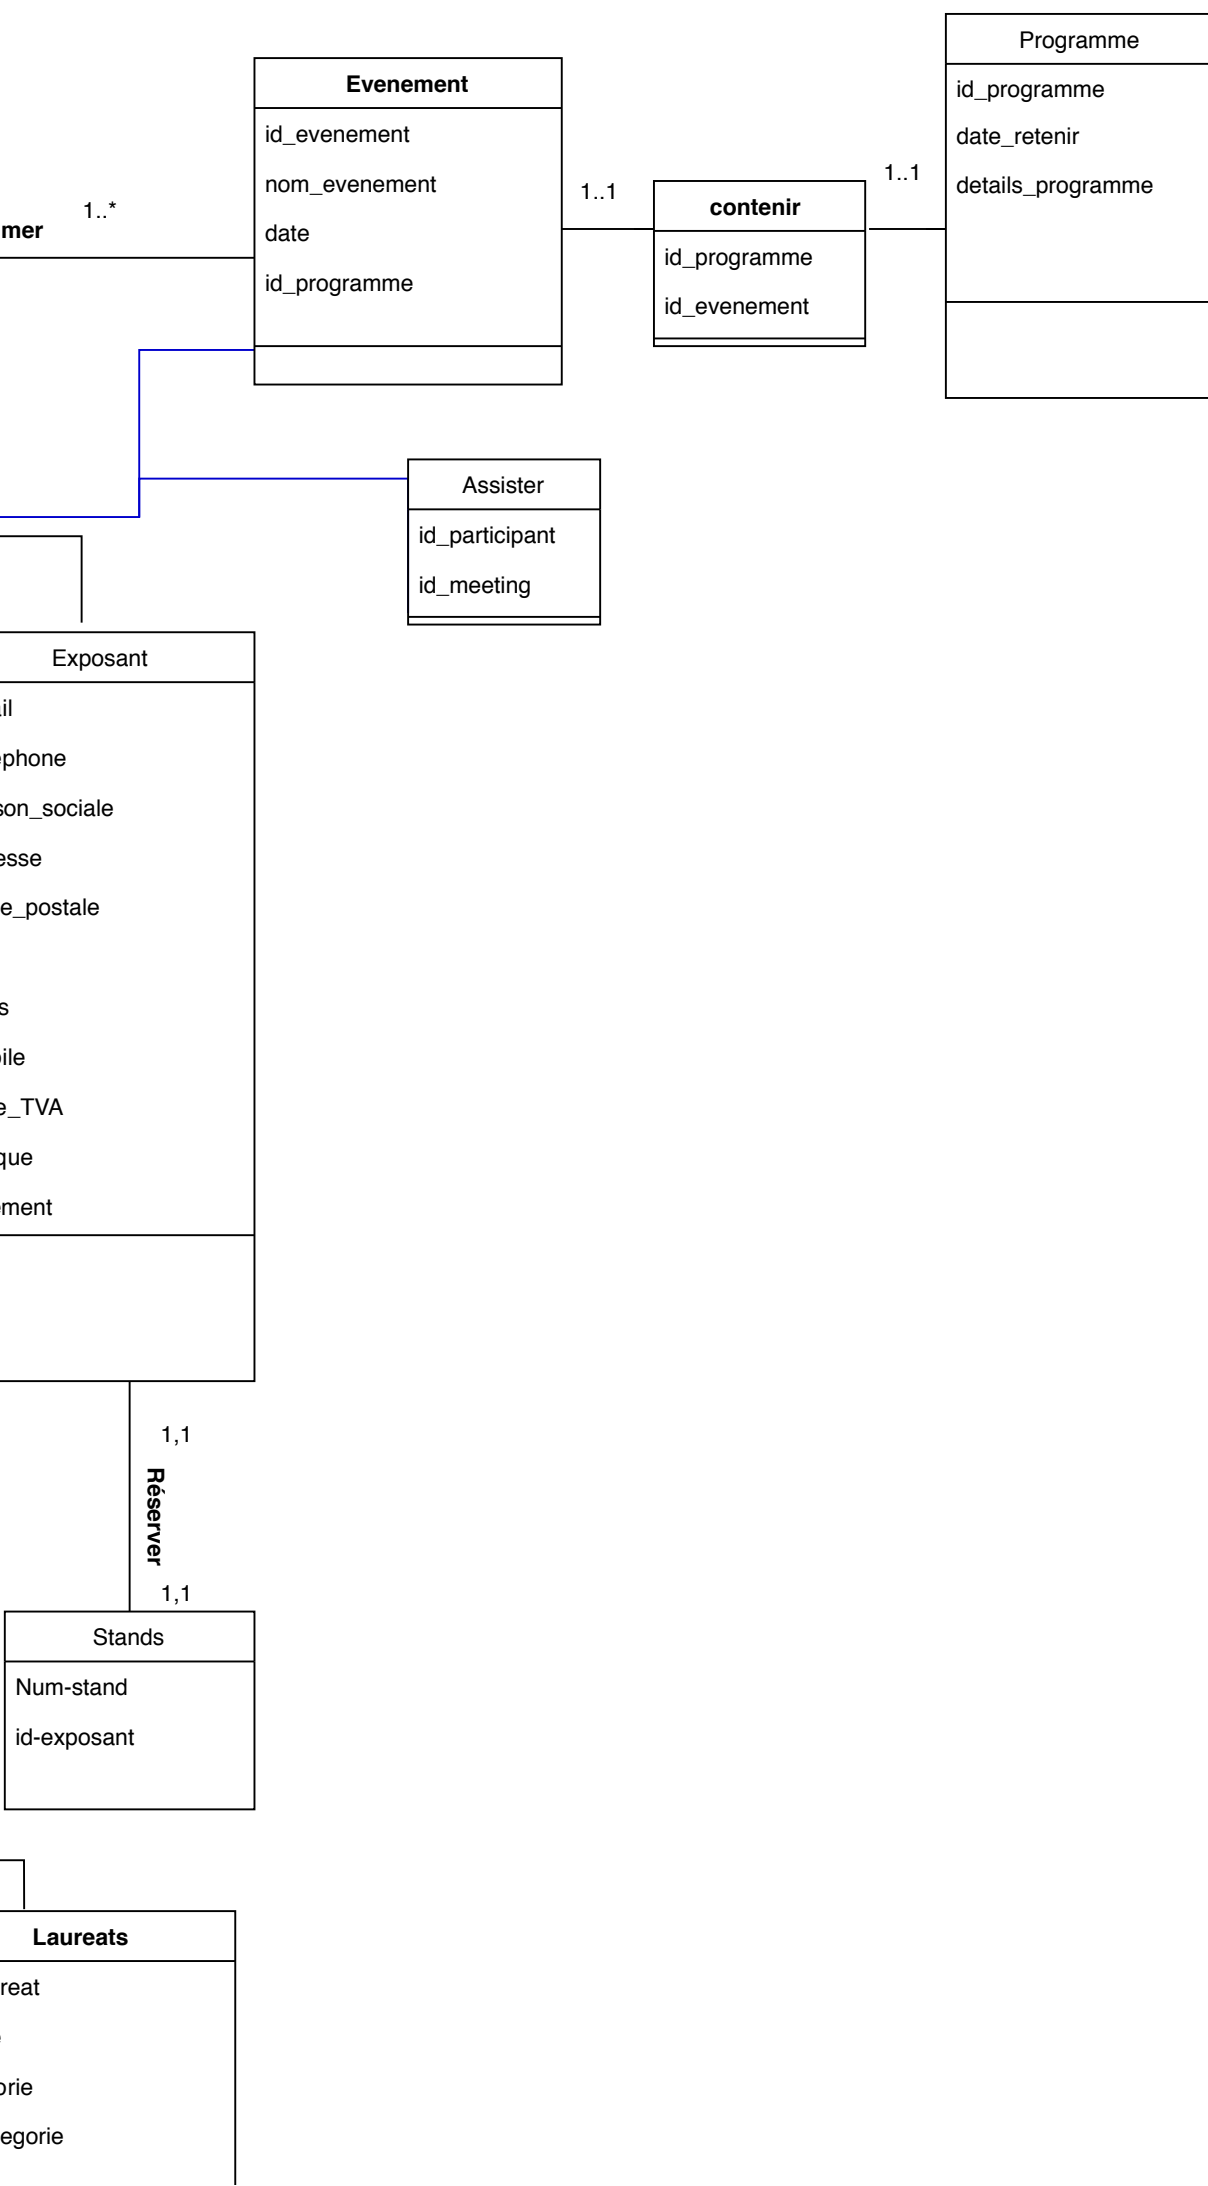 Programme
id_programme
date_retenir
details_programme
Evenement
id_evenement
nom_evenement
date
id_programme
1..1
contenir
id_programme
id_evenement
1..1
1..*
mer
Assister
id_participant
id_meeting
Exposant
il
phone
son_sociale
esse
e_postale
s
ile
e_TVA
que
ement
1,1
Réserver
1,1
Stands
Num-stand
id-exposant
Laureats
reat
orie
egorie